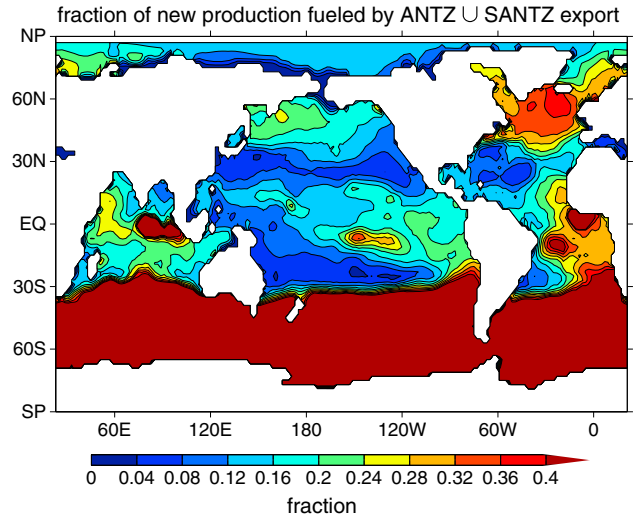 fraction of new production fueled by ANTZ ∪ SANTZ export
NP
60N
30N
EQ
30S
60S
SP
60E 120E 180 120W 60W 0
0 0.04 0.08 0.12 0.16 0.2 0.24 0.28 0.32 0.36 0.4
fraction